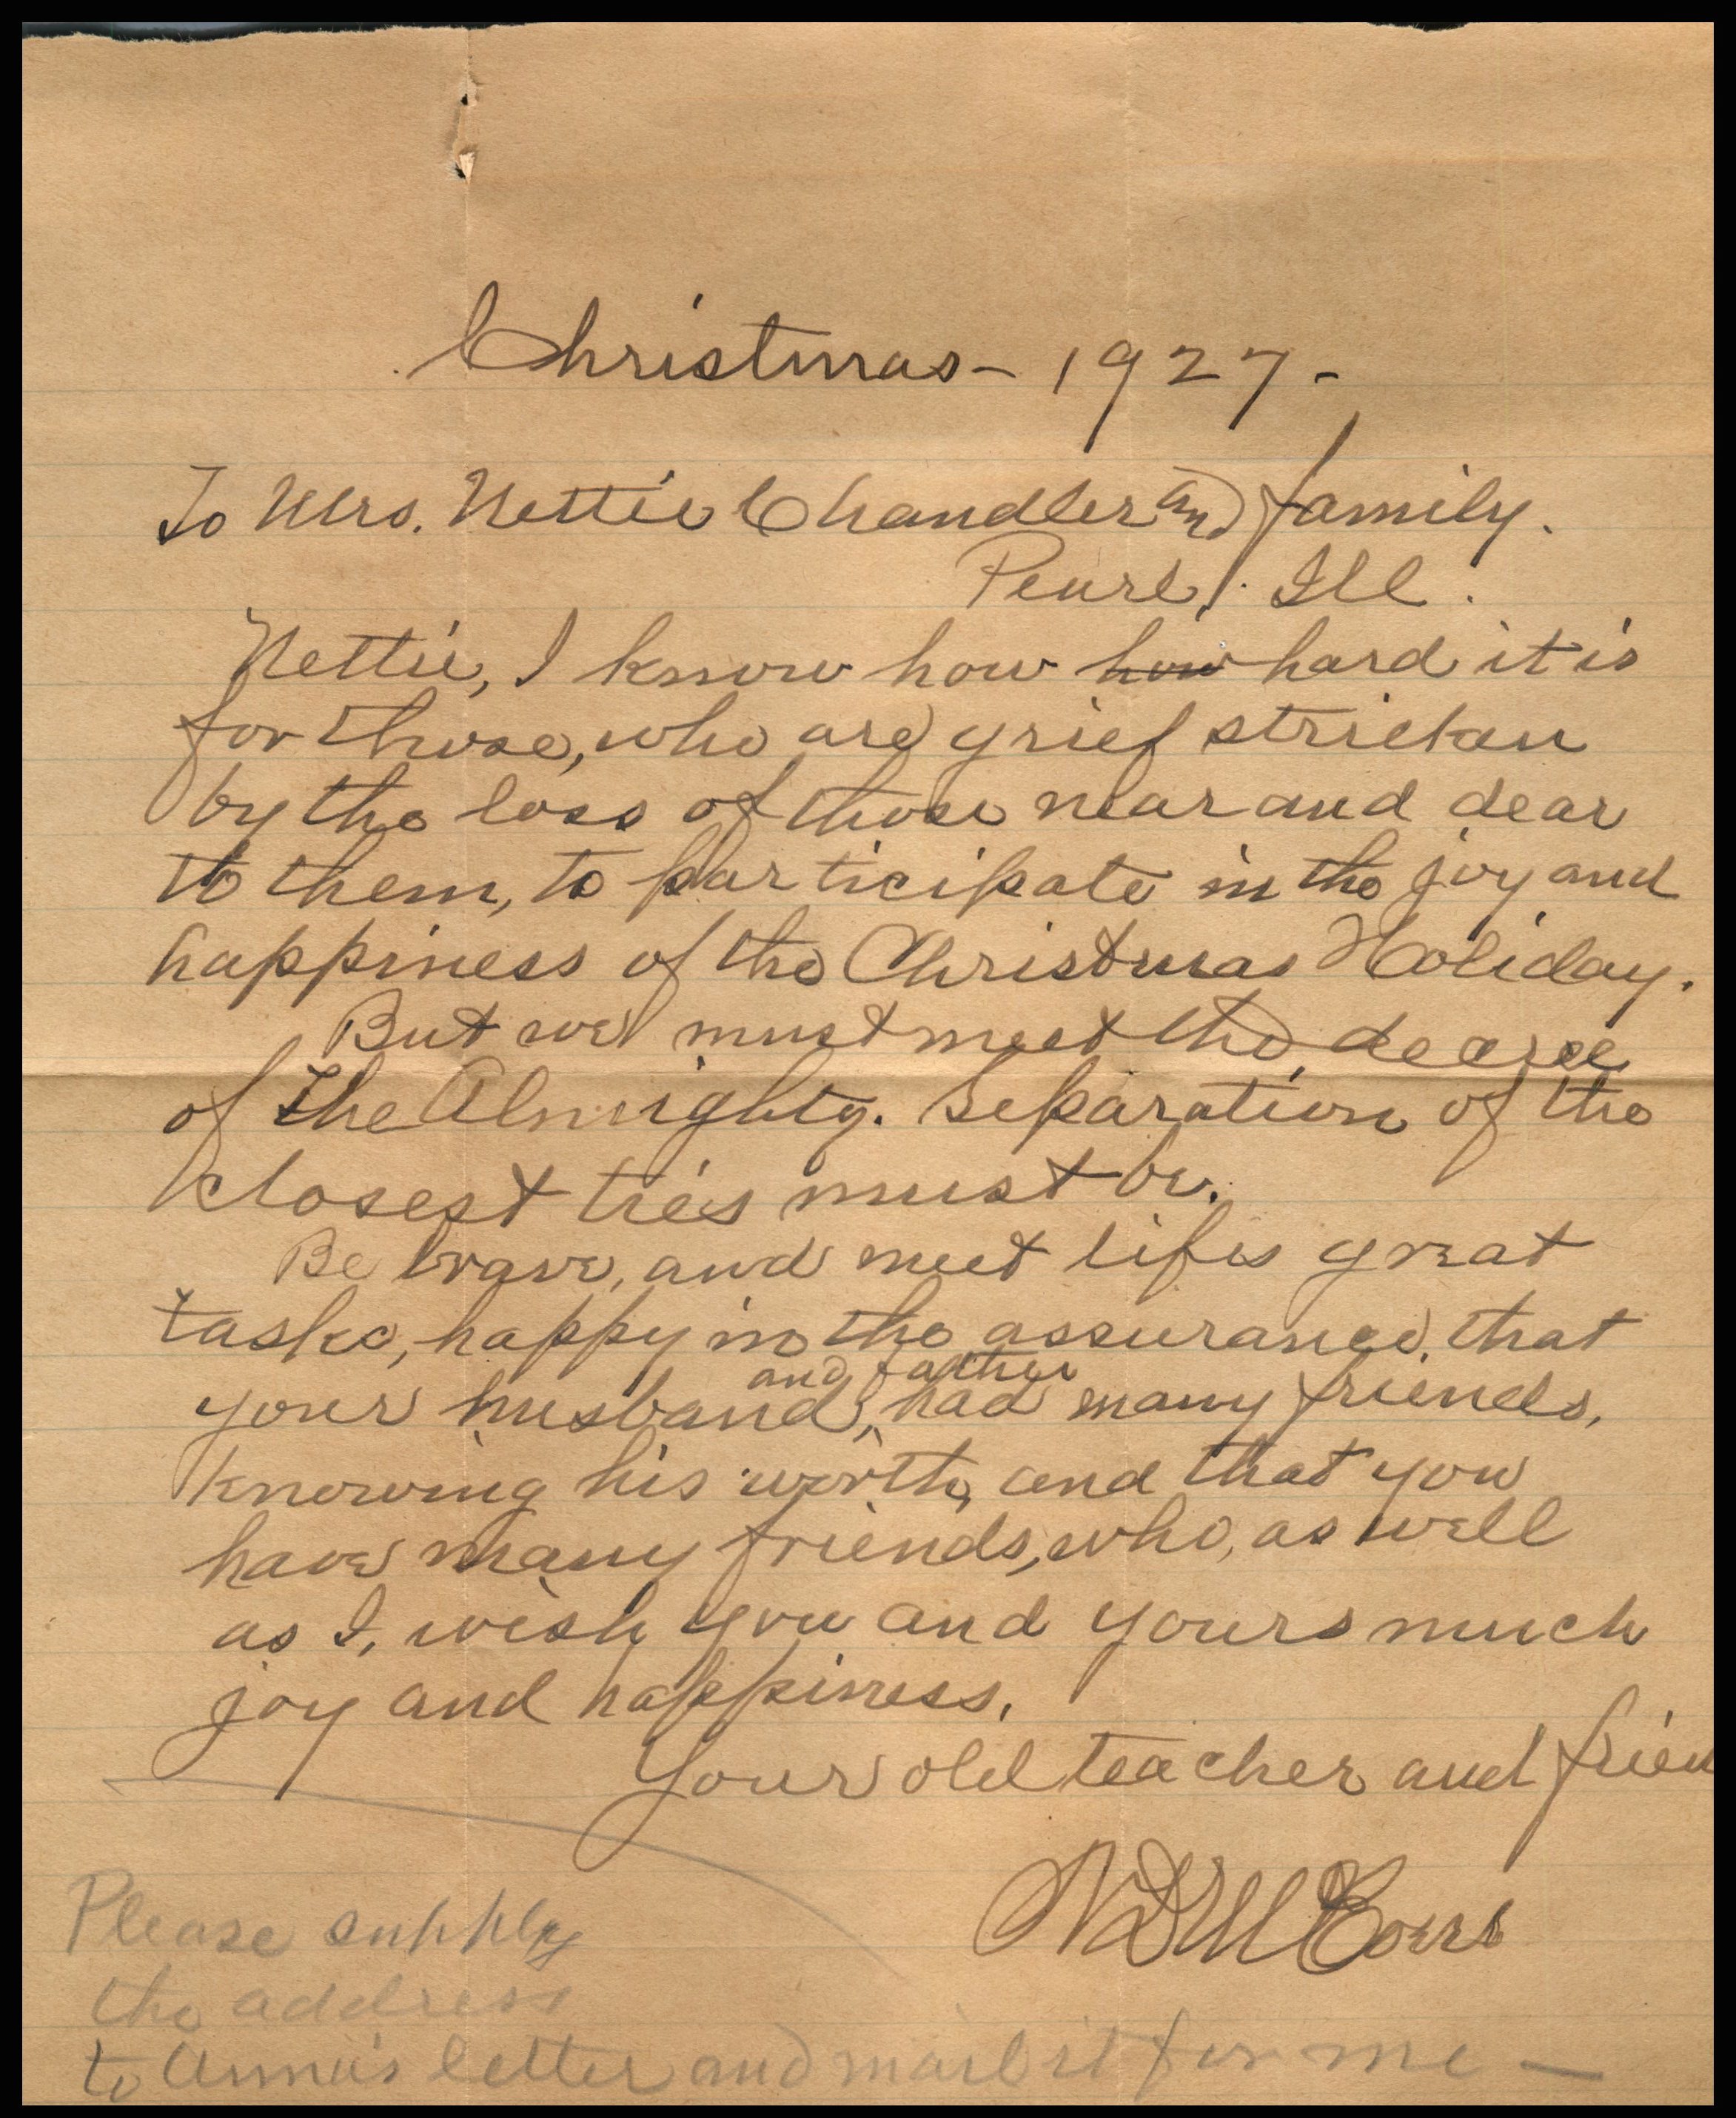 Christmas - 1927 -
To Mrs. Nettie Chandler and family.
Pearl, Ill.
Nettie, I know how how hard it is
for those, who are grief strickan
by the loss of those near and dear
to them, to participate in the joy and
happiness of the Christmas Holiday.
But we must meet the decree
of the Almighty. Separation of the
closest ties must be.
Be brave, and meet lifes great
tasks, happy in the assurance, that
and father
your husband, had many friends,
knowing his worth, and that you
have many friends, who, as well
as I, wish you and yours much
joy and happiness.
Your old teacher and frien
Please supply
the address
to Anna's letter and mail it for me —